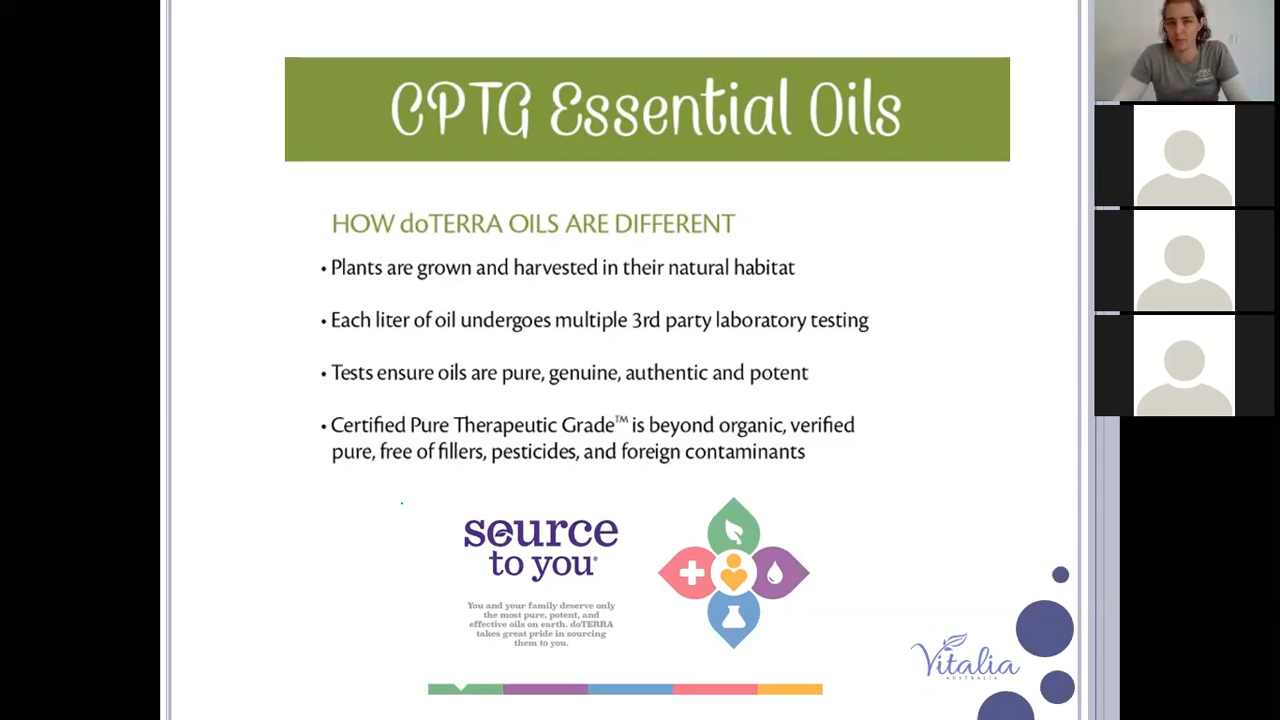 CPTG Essential Oils
HOW doTERRA OILS ARE DIFFERENT
• Plants are grown and harvested in their natural habitat
• Each liter of oil undergoes multiple 3rd party laboratory testing
• Tests ensure oils are pure, genuine, authentic and potent
• Certified Pure Therapeutic Grade™ is beyond organic, verified
pure, free of fillers, pesticides, and foreign contaminants
source
to you®
You and your family deserve only
the most pure, potent, and
effective oils on earth. doTERRA
takes great pride in sourcing
them to you.
Vitalia
AUSTRALIA